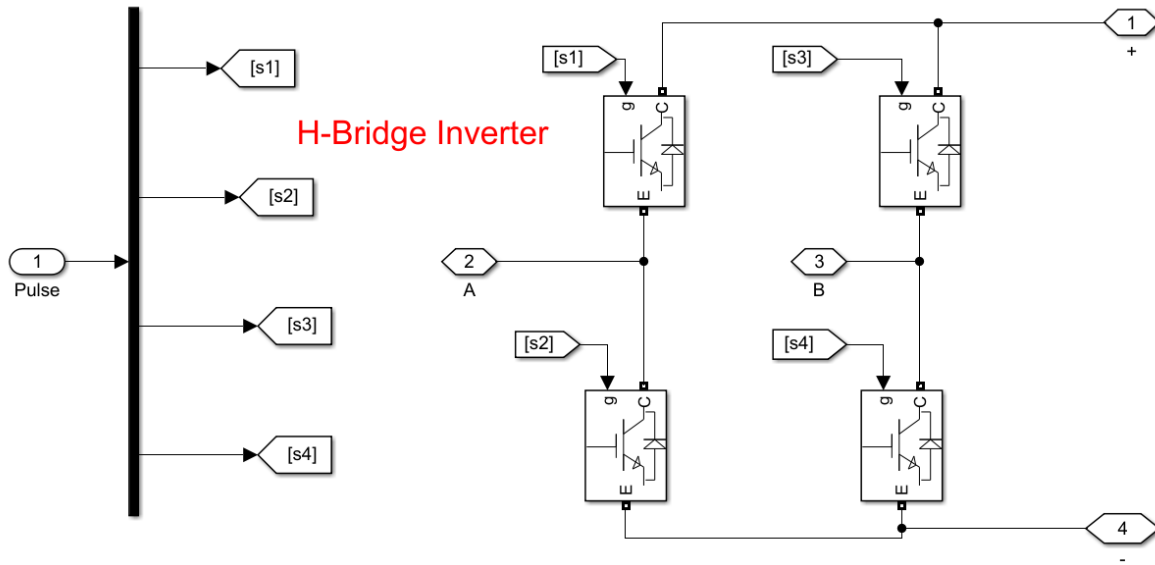 [s1]
[s2]
1
Pulse
[s3]
[s4]
H-Bridge Inverter
[s1]
g
C
E
[s3]
g
C
E
1
+
2
A
3
B
[s2]
g
C
E
[s4]
g
C
E
4
-